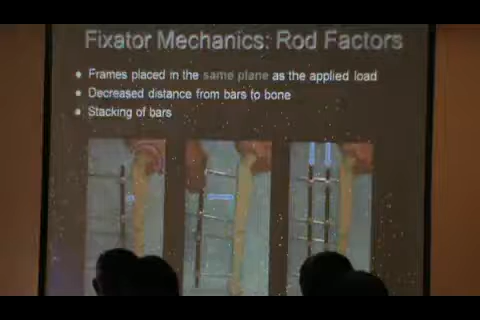 Fixator Mechanics: Rod Factors
Frames placed in the same plane as the applied load
Decreased distance from bars to bone
Stacking of bars